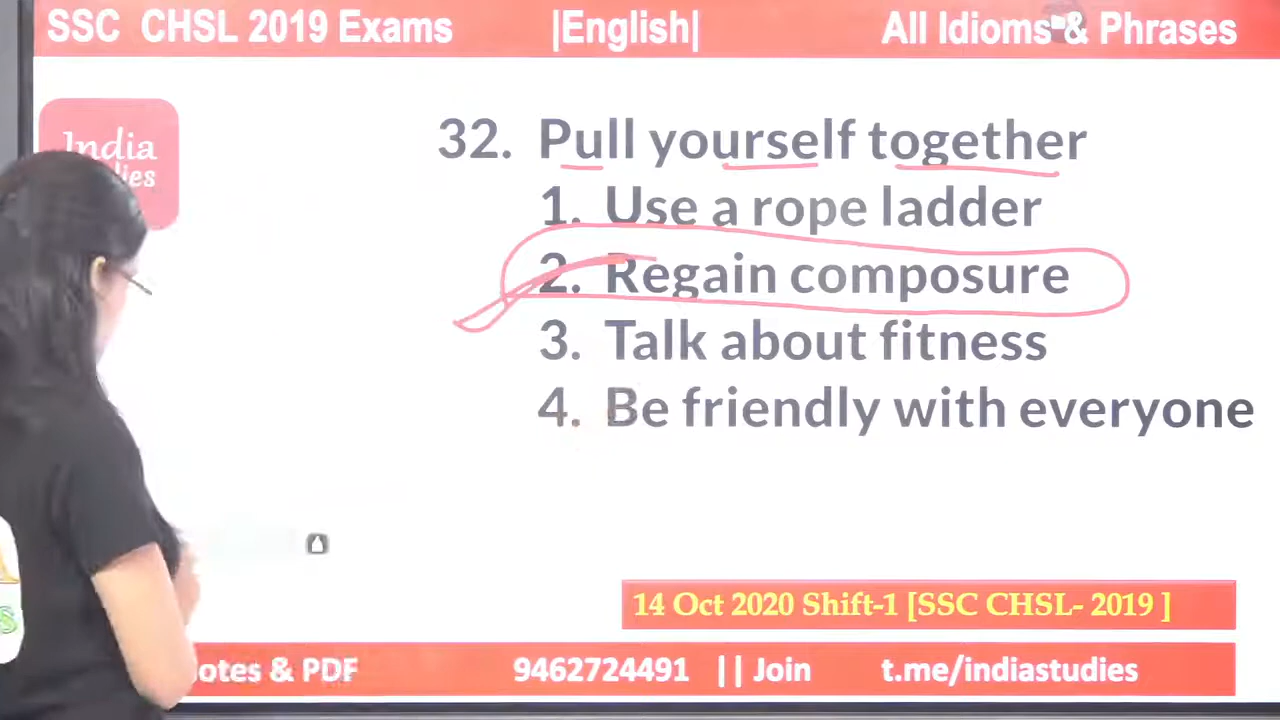 SSC CHSL 2019 Exams |English| All Idioms & Phrases
India
32. Pull yourself together
1. Use a rope ladder
2. Regain composure
3. Talk about fitness
4. Be friendly with everyone
14 Oct 2020 Shift-1 [SSC CHSL- 2019 ]
& PDF 9462724491 || Join t.me/indiastudies